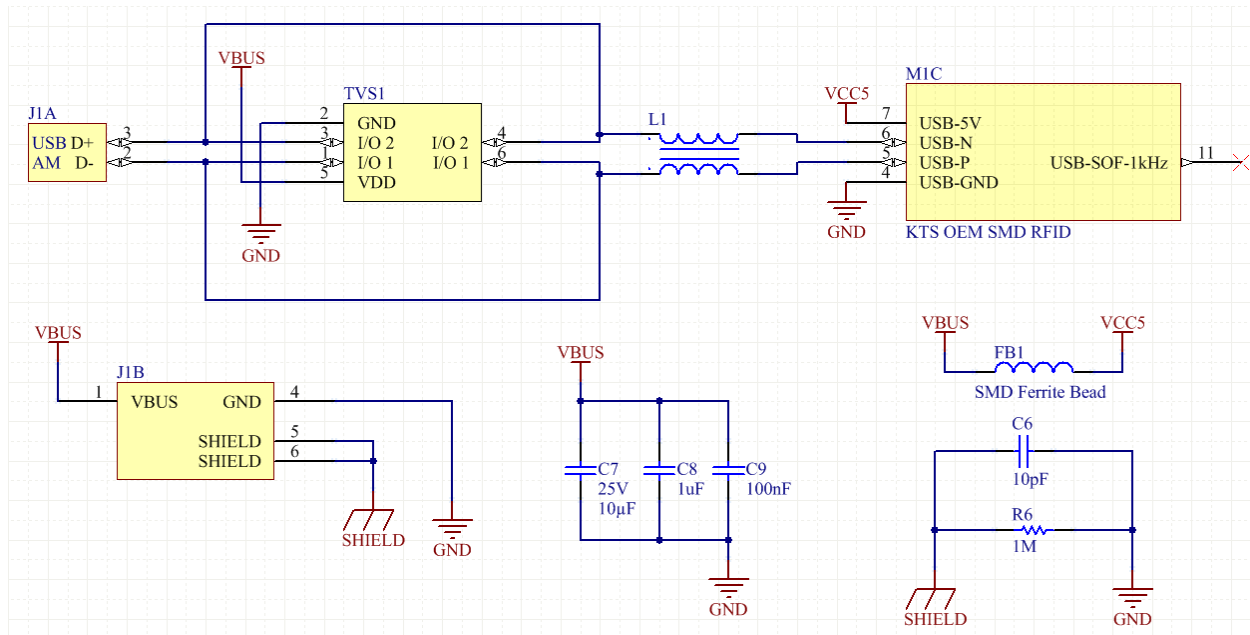 VBUS
TVS1
J1A
USB D+
AM D-
3
2
2
3
1
5
GND
I/O 2
I/O 1
VDD
I/O 2
I/O 1
4
6
GND
L1
M1C
VCC5
7
6
5
4
USB-5V
USB-N
USB-P
USB-GND
USB-SOF-1kHz
11
GND
KTS OEM SMD RFID
VBUS
J1B
1
VBUS
GND
4
SHIELD
5
SHIELD
6
SHIELD
GND
VBUS
C7
25V
10µF
C8
1uF
C9
100nF
GND
VBUS
VCC5
FB1
SMD Ferrite Bead
C6
10pF
R6
1M
SHIELD
GND